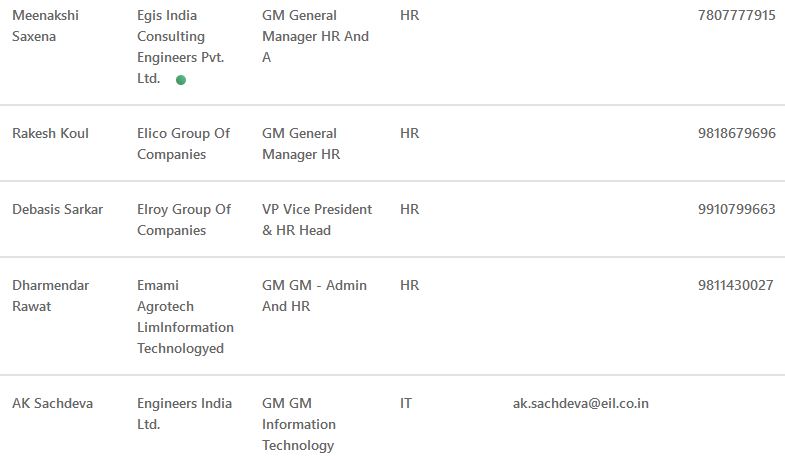 Meenakshi Saxena Egis India Consulting Engineers Pvt. Ltd. GM General Manager HR And A HR 7807777915
Rakesh Koul Elico Group Of Companies GM General Manager HR HR 9818679696
Debasis Sarkar Elroy Group Of Companies VP Vice President & HR Head HR 9910799663
Dharmendar Rawat Emami Agrotech LimInformation Technologyed GM GM - Admin And HR HR 9811430027
AK Sachdeva Engineers India Ltd. GM GM Information Technology IT ak.sachdeva@eil.co.in